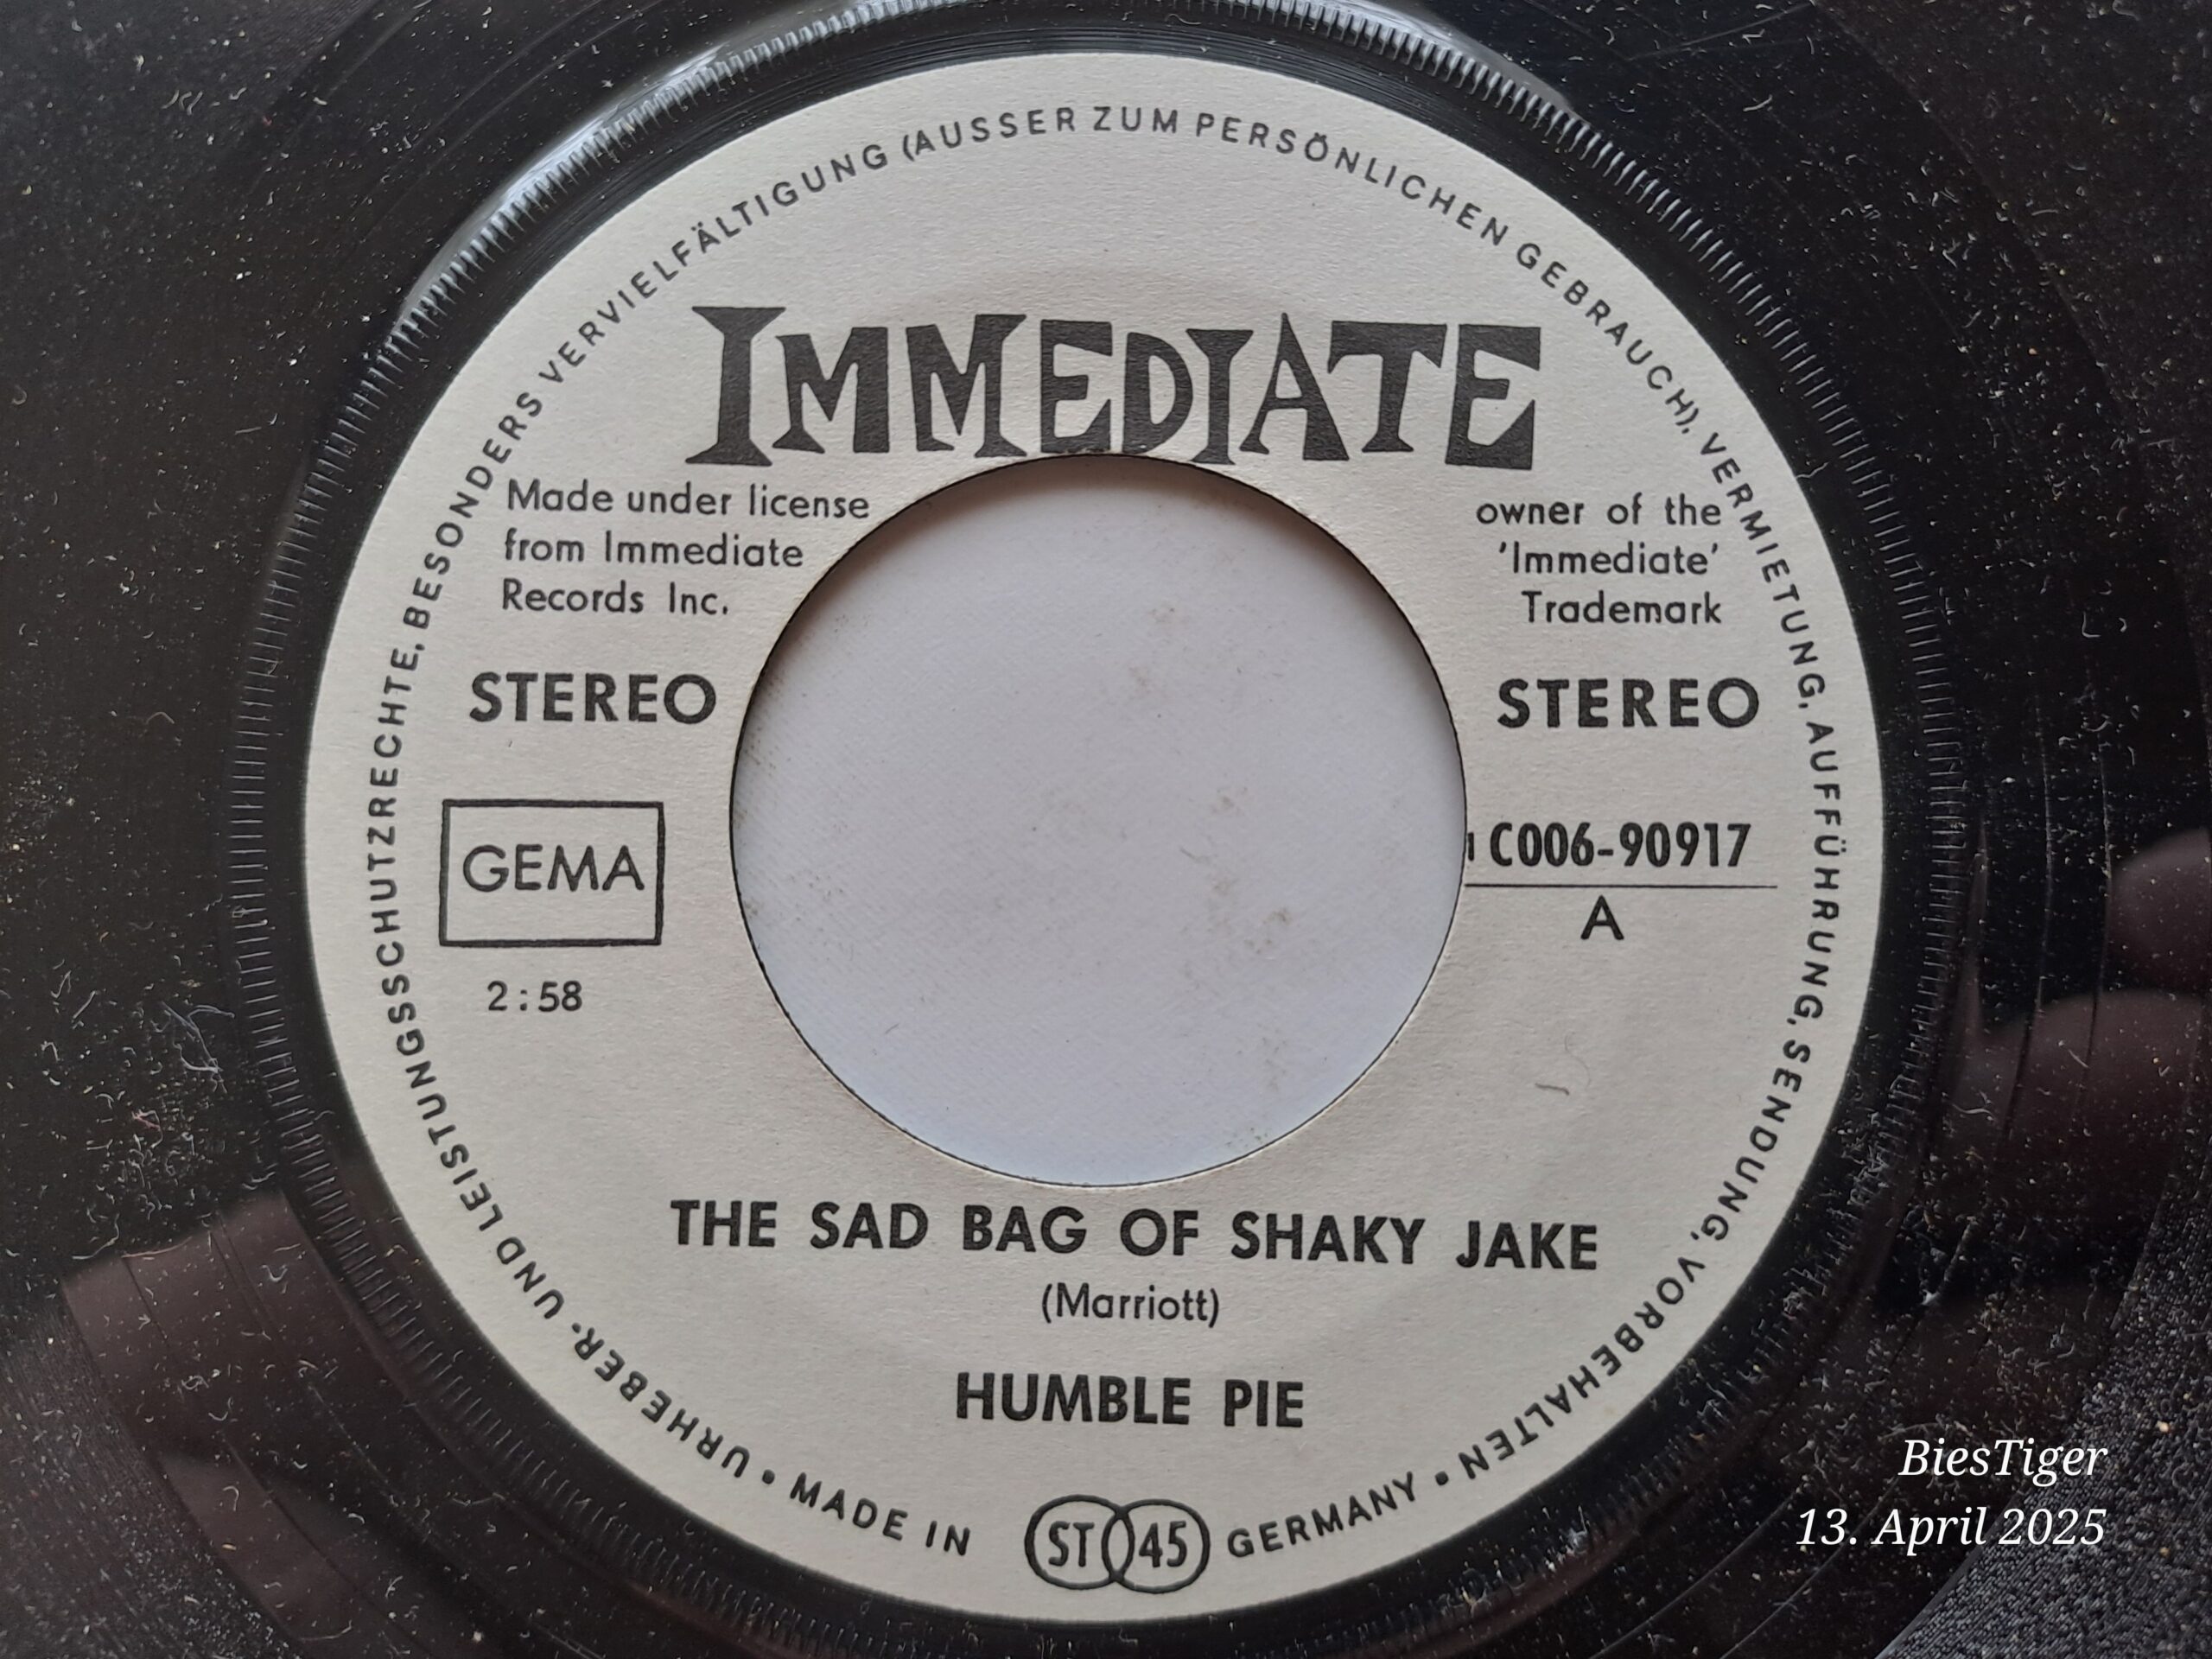 URHEBER- UND LEISTUNGSSCHUTZRECHTE, BESONDERS VERVIELFÄLTIGUNG (AUSSER ZUM PERSÖNLICHEN GEBRAUCH), VERMIETUNG, AUFFÜHRUNG, SENDUNG, VORBEHALTEN •
IMMEDIATE
Made under license
from Immediate
Records Inc.
owner of the
'Immediate'
Trademark
STEREO
STEREO
GEMA
C006-90917
A
2:58
THE SAD BAG OF SHAKY JAKE
(Marriott)
HUMBLE PIE
• MADE IN ST 45 GERMANY
BiesTiger
13. April 2025